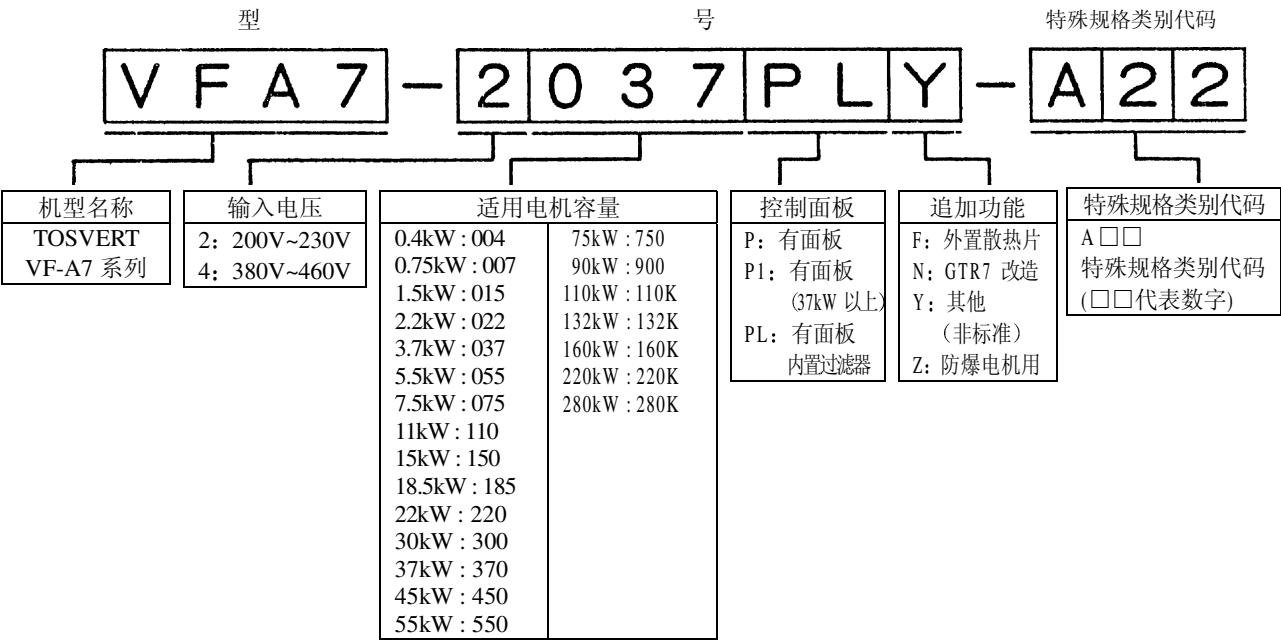 型 号 特殊规格类别代码
VFA7-2037PLY-A22
机型名称
TOSVERT
VF-A7 系列
输入电压
2: 200V~230V
4: 380V~460V
适用电机容量
0.4kW : 004
0.75kW : 007
1.5kW : 015
2.2kW : 022
3.7kW : 037
5.5kW : 055
7.5kW : 075
11kW : 110
15kW : 150
18.5kW : 185
22kW : 220
30kW : 300
37kW : 370
45kW : 450
55kW : 550
75kW : 750
90kW : 900
110kW : 110K
132kW : 132K
160kW : 160K
220kW : 220K
280kW : 280K
控制面板
P: 有面板
P1: 有面板
(37kW 以上)
PL: 有面板
内置过滤器
追加功能
F: 外置散热片
N: GTR7 改造
Y: 其他
（非标准）
Z: 防爆电机用
特殊规格类别代码
A□□
特殊规格类别代码
(□□代表数字)